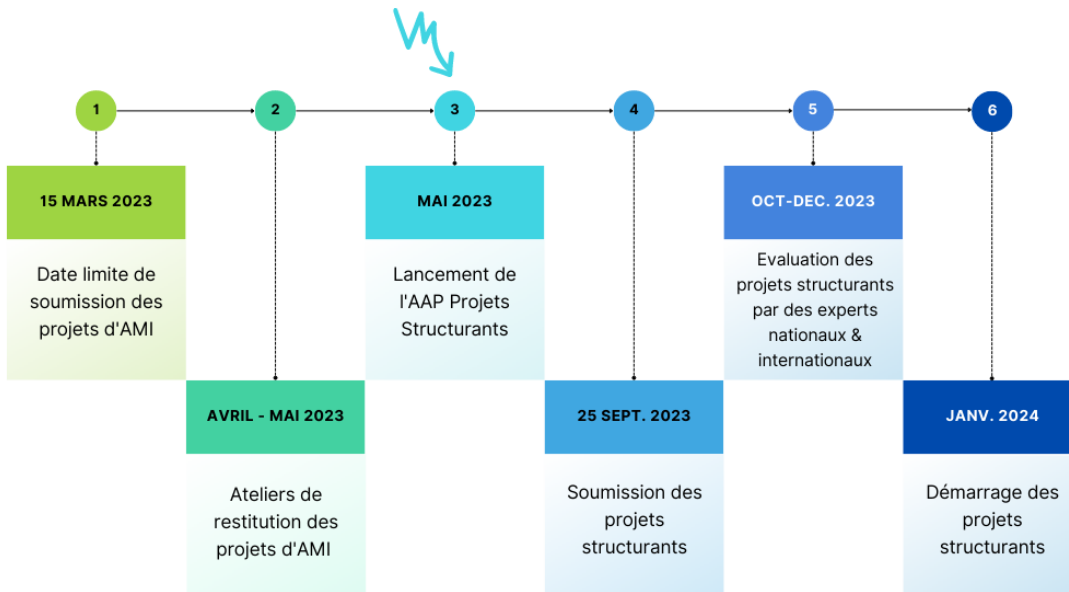 1
2
3
4
5
6
15 MARS 2023
Date limite de
soumission des
projets d'AMI
AVRIL - MAI 2023
Ateliers de
restitution des
projets d'AMI
MAI 2023
Lancement de
l'AAP Projets
Structurants
25 SEPT. 2023
Soumission des
projets
structurants
OCT-DEC. 2023
Evaluation des
projets structurants
par des experts
nationaux &
internationaux
JANV. 2024
Démarrage des
projets
structurants